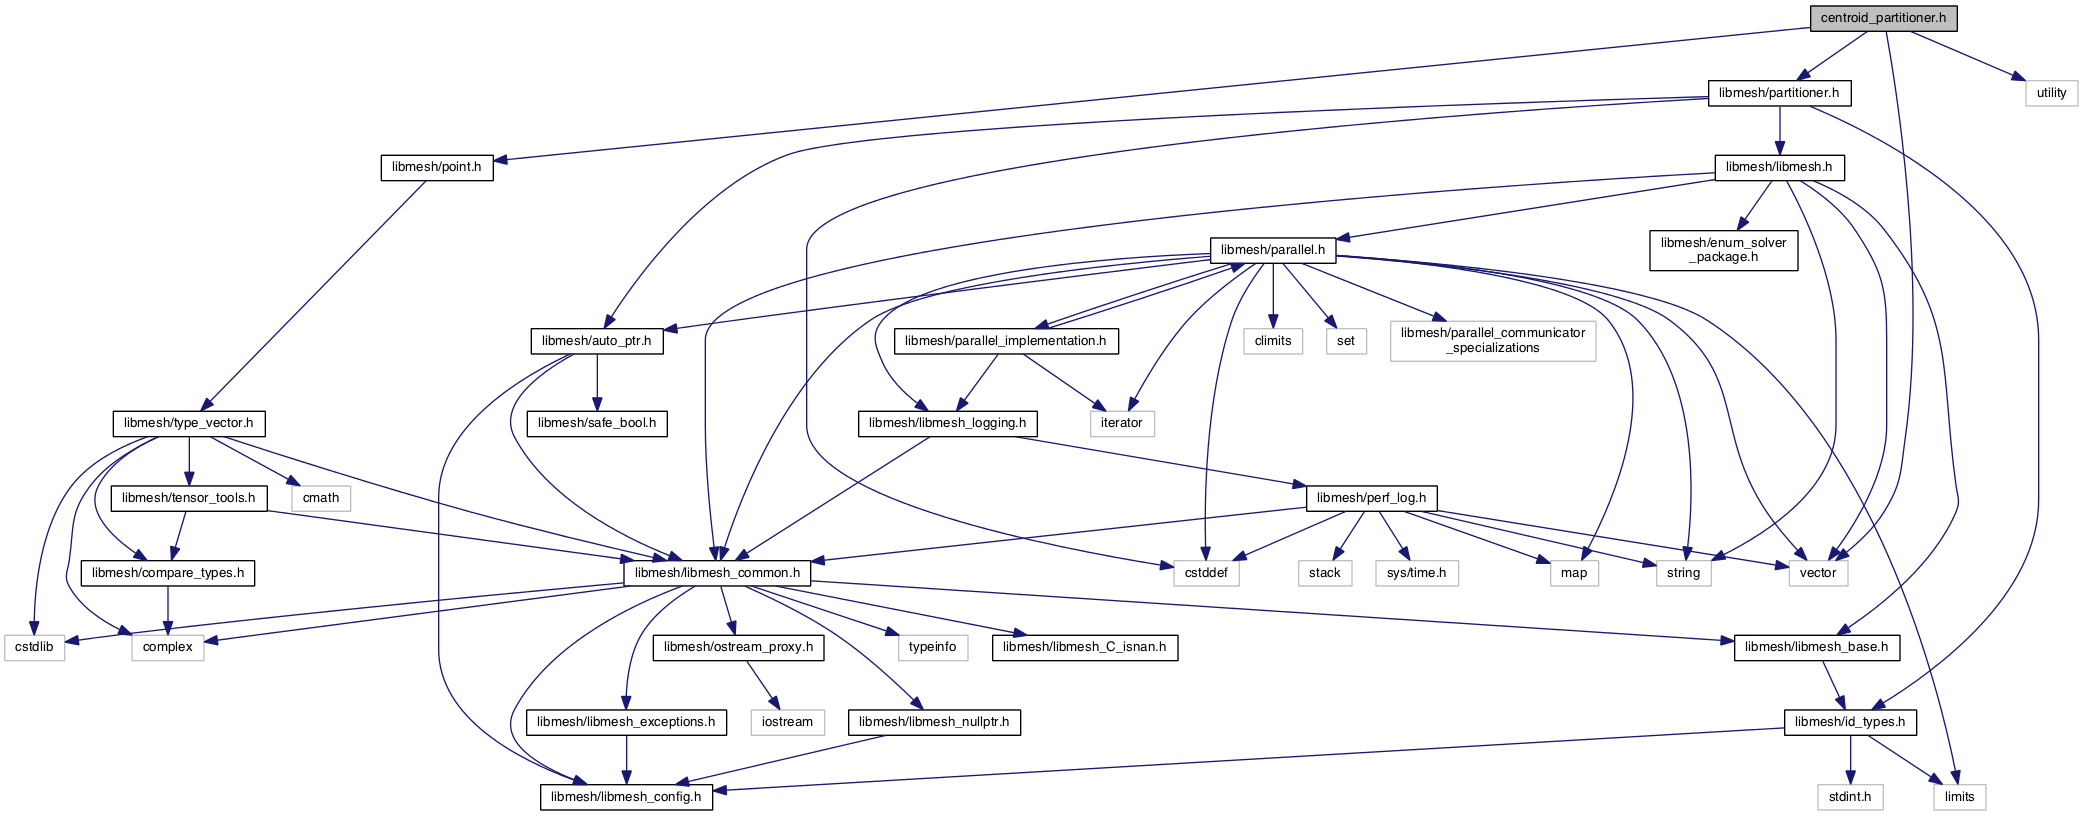 centroid_partitioner.h
libmesh/partitioner.h
utility
libmesh/point.h
libmesh/libmesh.h
libmesh/parallel.h
libmesh/enum_solver
_package.h
libmesh/auto_ptr.h
libmesh/parallel_implementation.h
climits
set
libmesh/parallel_communicator
_specializations
libmesh/type_vector.h
libmesh/safe_bool.h
libmesh/libmesh_logging.h
iterator
libmesh/tensor_tools.h
cmath
libmesh/perf_log.h
libmesh/compare_types.h
libmesh/libmesh_common.h
cstddef
stack
sys/time.h
map
string
vector
cstdlib
complex
libmesh/ostream_proxy.h
typeinfo
libmesh/libmesh_C_isnan.h
libmesh/libmesh_base.h
libmesh/libmesh_exceptions.h
iostream
libmesh/libmesh_nullptr.h
libmesh/id_types.h
libmesh/libmesh_config.h
stdint.h
limits